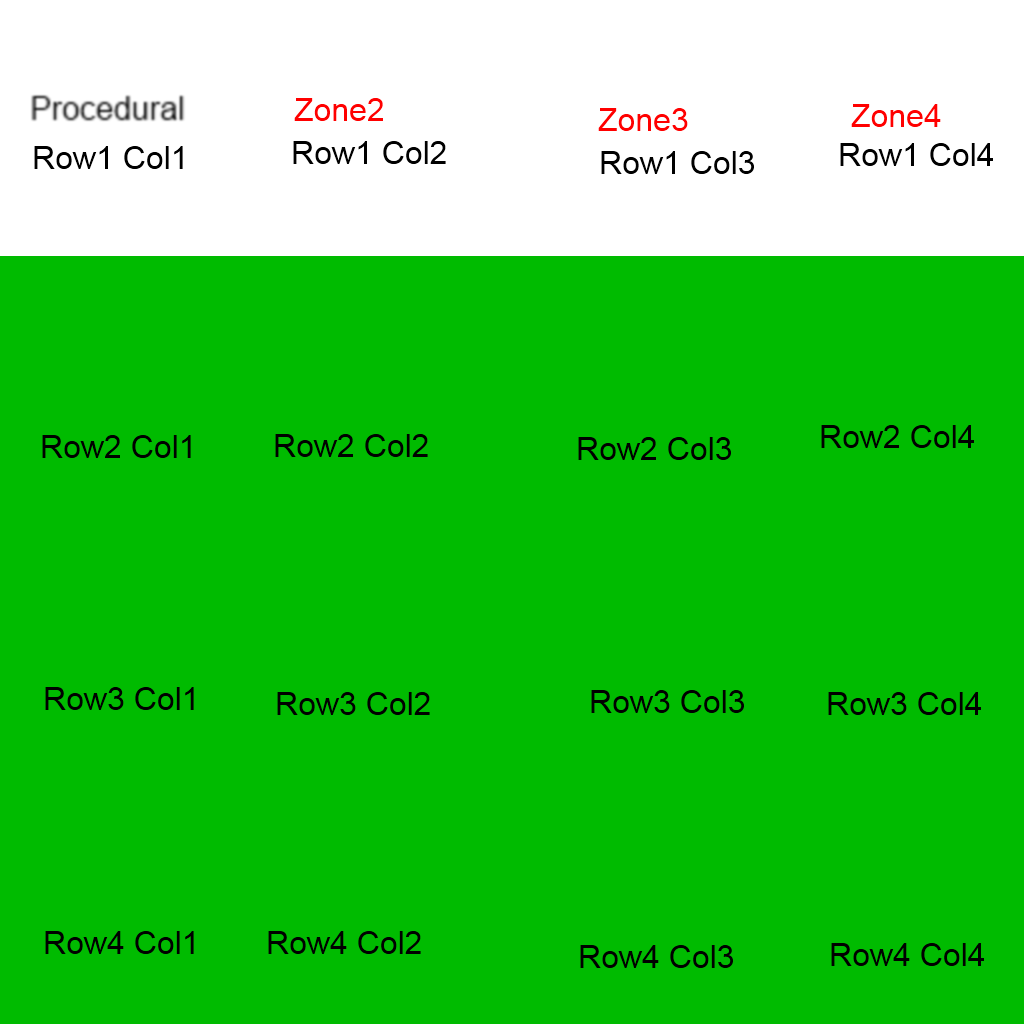 Procedural
Zone2
Zone3
Zone4
Row1 Col1
Row1 Col2
Row1 Col3
Row1 Col4
Row2 Col1
Row2 Col2
Row2 Col3
Row2 Col4
Row3 Col1
Row3 Col2
Row3 Col3
Row3 Col4
Row4 Col1
Row4 Col2
Row4 Col3
Row4 Col4